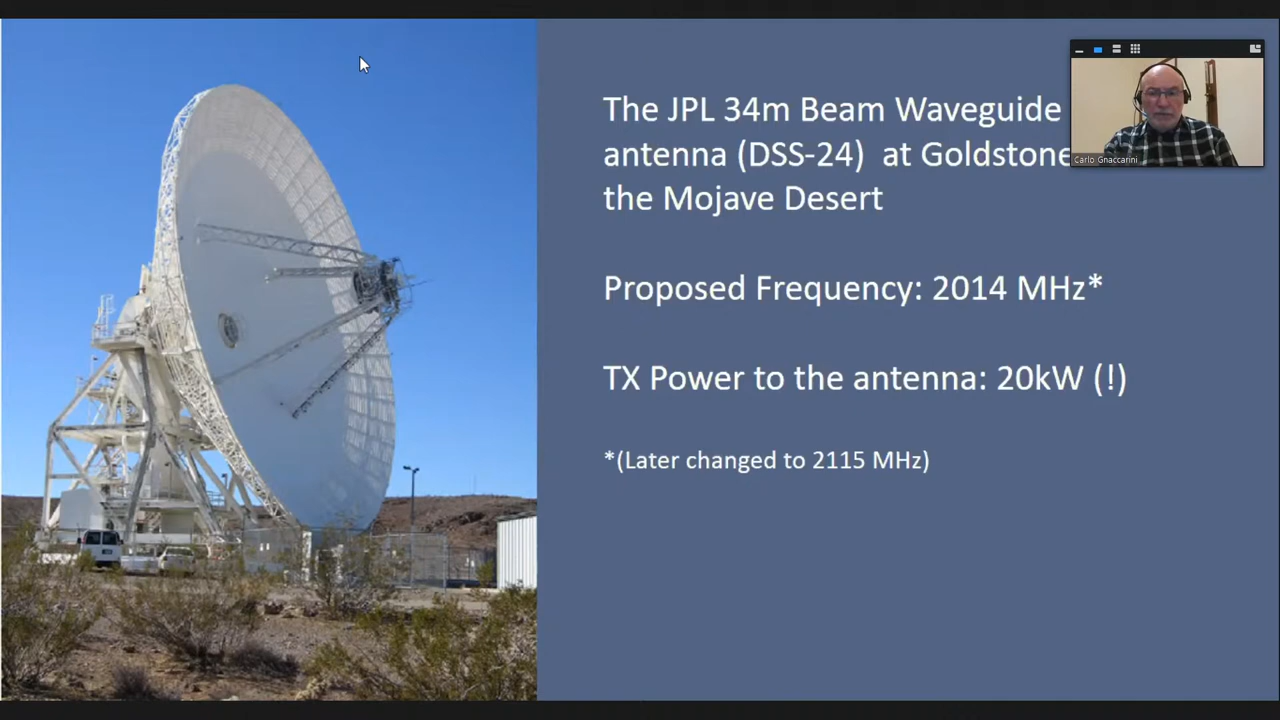 The JPL 34m Beam Waveguide
antenna (DSS-24) at Goldstone
the Mojave Desert
Proposed Frequency: 2014 MHz*
TX Power to the antenna: 20kW (!)
*(Later changed to 2115 MHz)
Carlo Gnaccarini